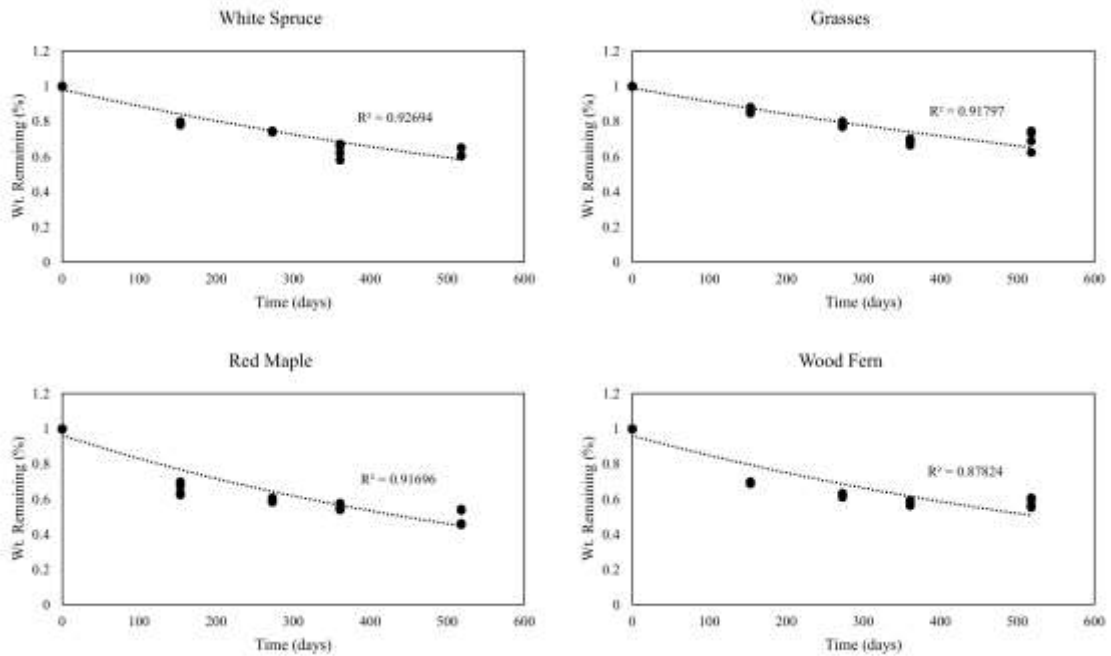 White Spruce
1.2
1
0.8
0.6
0.4
0.2
0
Wt. Remaining (%)
R² = 0.92694
0 100 200 300 400 500 600
Time (days)
Grasses
1.2
1
0.8
0.6
0.4
0.2
0
Wt. Remaining (%)
R² = 0.91797
0 100 200 300 400 500 600
Time (days)
Red Maple
1.2
1
0.8
0.6
0.4
0.2
0
Wt. Remaining (%)
R² = 0.91696
0 100 200 300 400 500 600
Time (days)
Wood Fern
1.2
1
0.8
0.6
0.4
0.2
0
Wt. Remaining (%)
R² = 0.87824
0 100 200 300 400 500 600
Time (days)